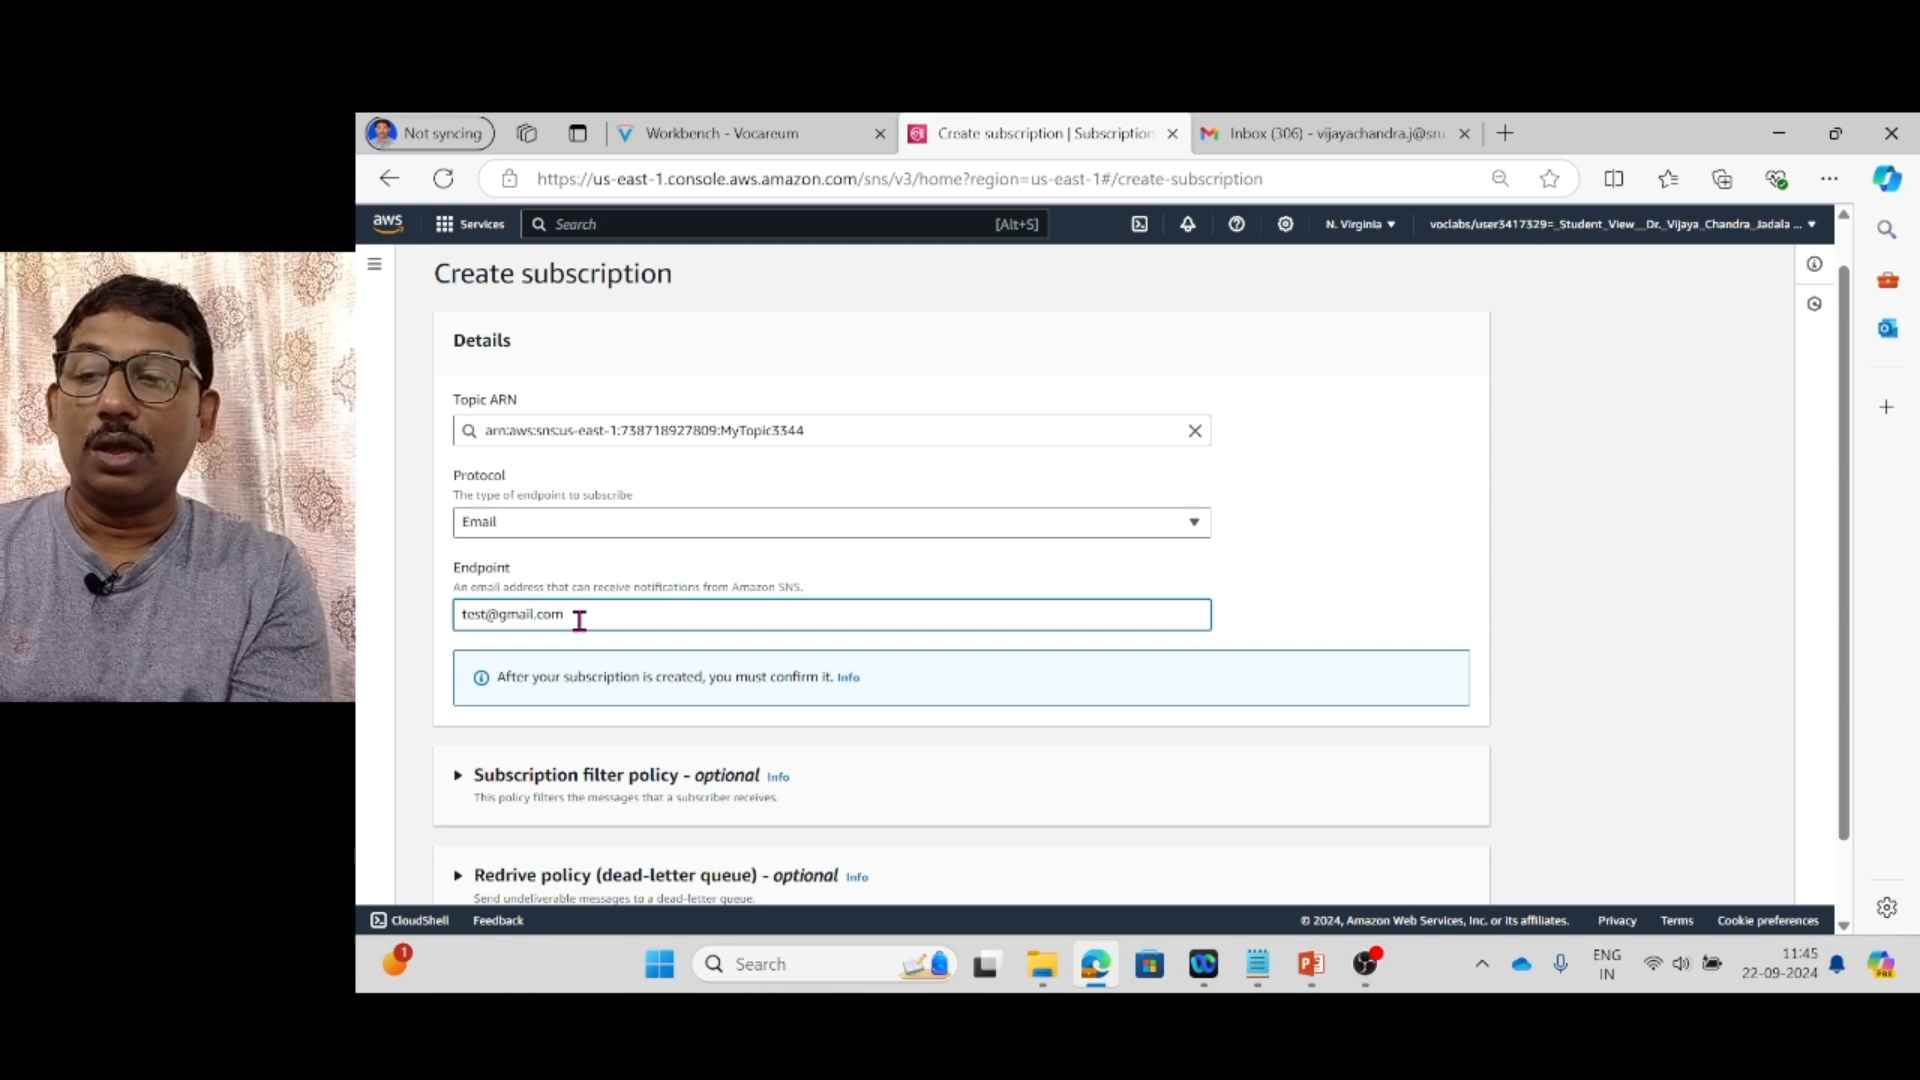 Not syncing
Workbench - Vocareum
Create subscription | Subscription
Inbox (306) - vijayachandra.j@sru
https://us-east-1.console.aws.amazon.com/sns/v3/home?region=us-east-1#/create-subscription
aws
Services
Search
[Alt+S]
N. Virginia
voclabs/user3417329=_Student_View__Dr._Vijaya_Chandra_Jadala ...
Create subscription
Details
Topic ARN
arn:aws:sns:us-east-1:738718927809:MyTopic3344
Protocol
The type of endpoint to subscribe
Email
Endpoint
An email address that can receive notifications from Amazon SNS.
test@gmail.com
After your subscription is created, you must confirm it. Info
Subscription filter policy - optional Info
This policy filters the messages that a subscriber receives.
Redrive policy (dead-letter queue) - optional Info
Send undeliverable messages to a dead-letter queue.
CloudShell
Feedback
© 2024, Amazon Web Services, Inc. or its affiliates.
Privacy
Terms
Cookie preferences
1
Search
ENG
IN
11:45
22-09-2024
PRE